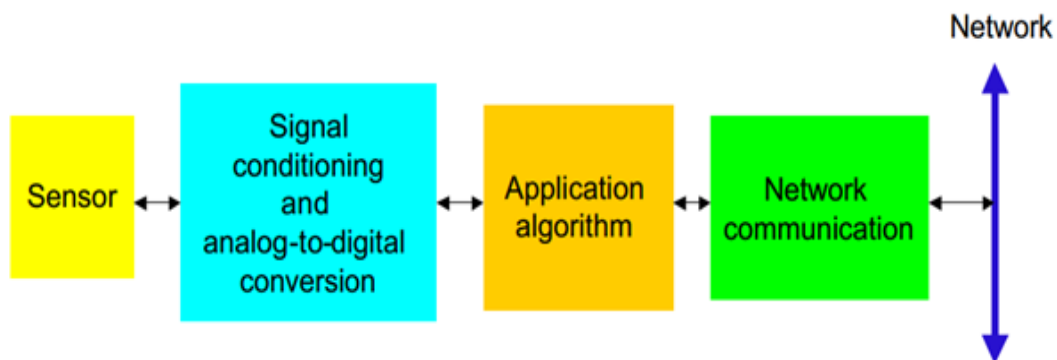 Network
Sensor
Signal
conditioning
and
analog-to-digital
conversion
Application
algorithm
Network
communication